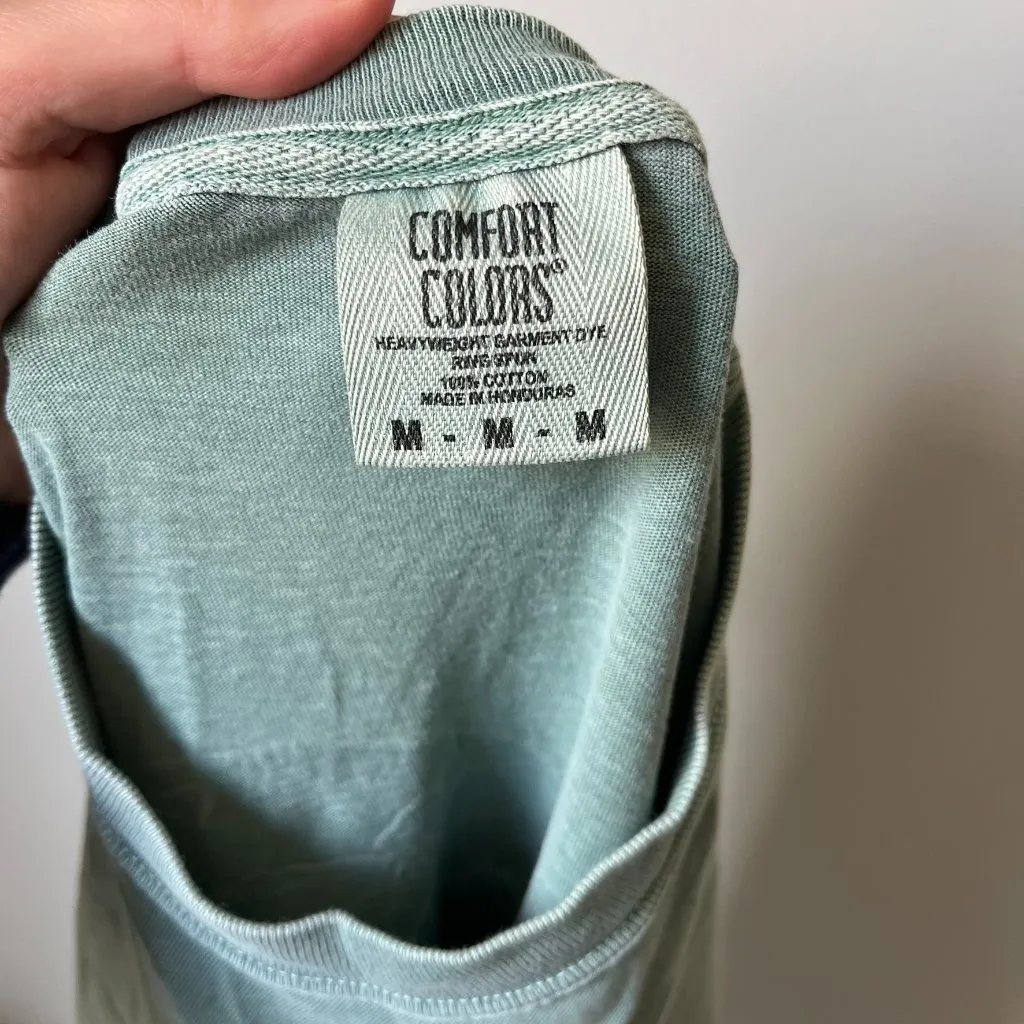 COMFORT
COLORS®
HEAVYWEIGHT GARMENT DYE
RING SPUN
100% COTTON
MADE IN HONDURAS
M - M - M